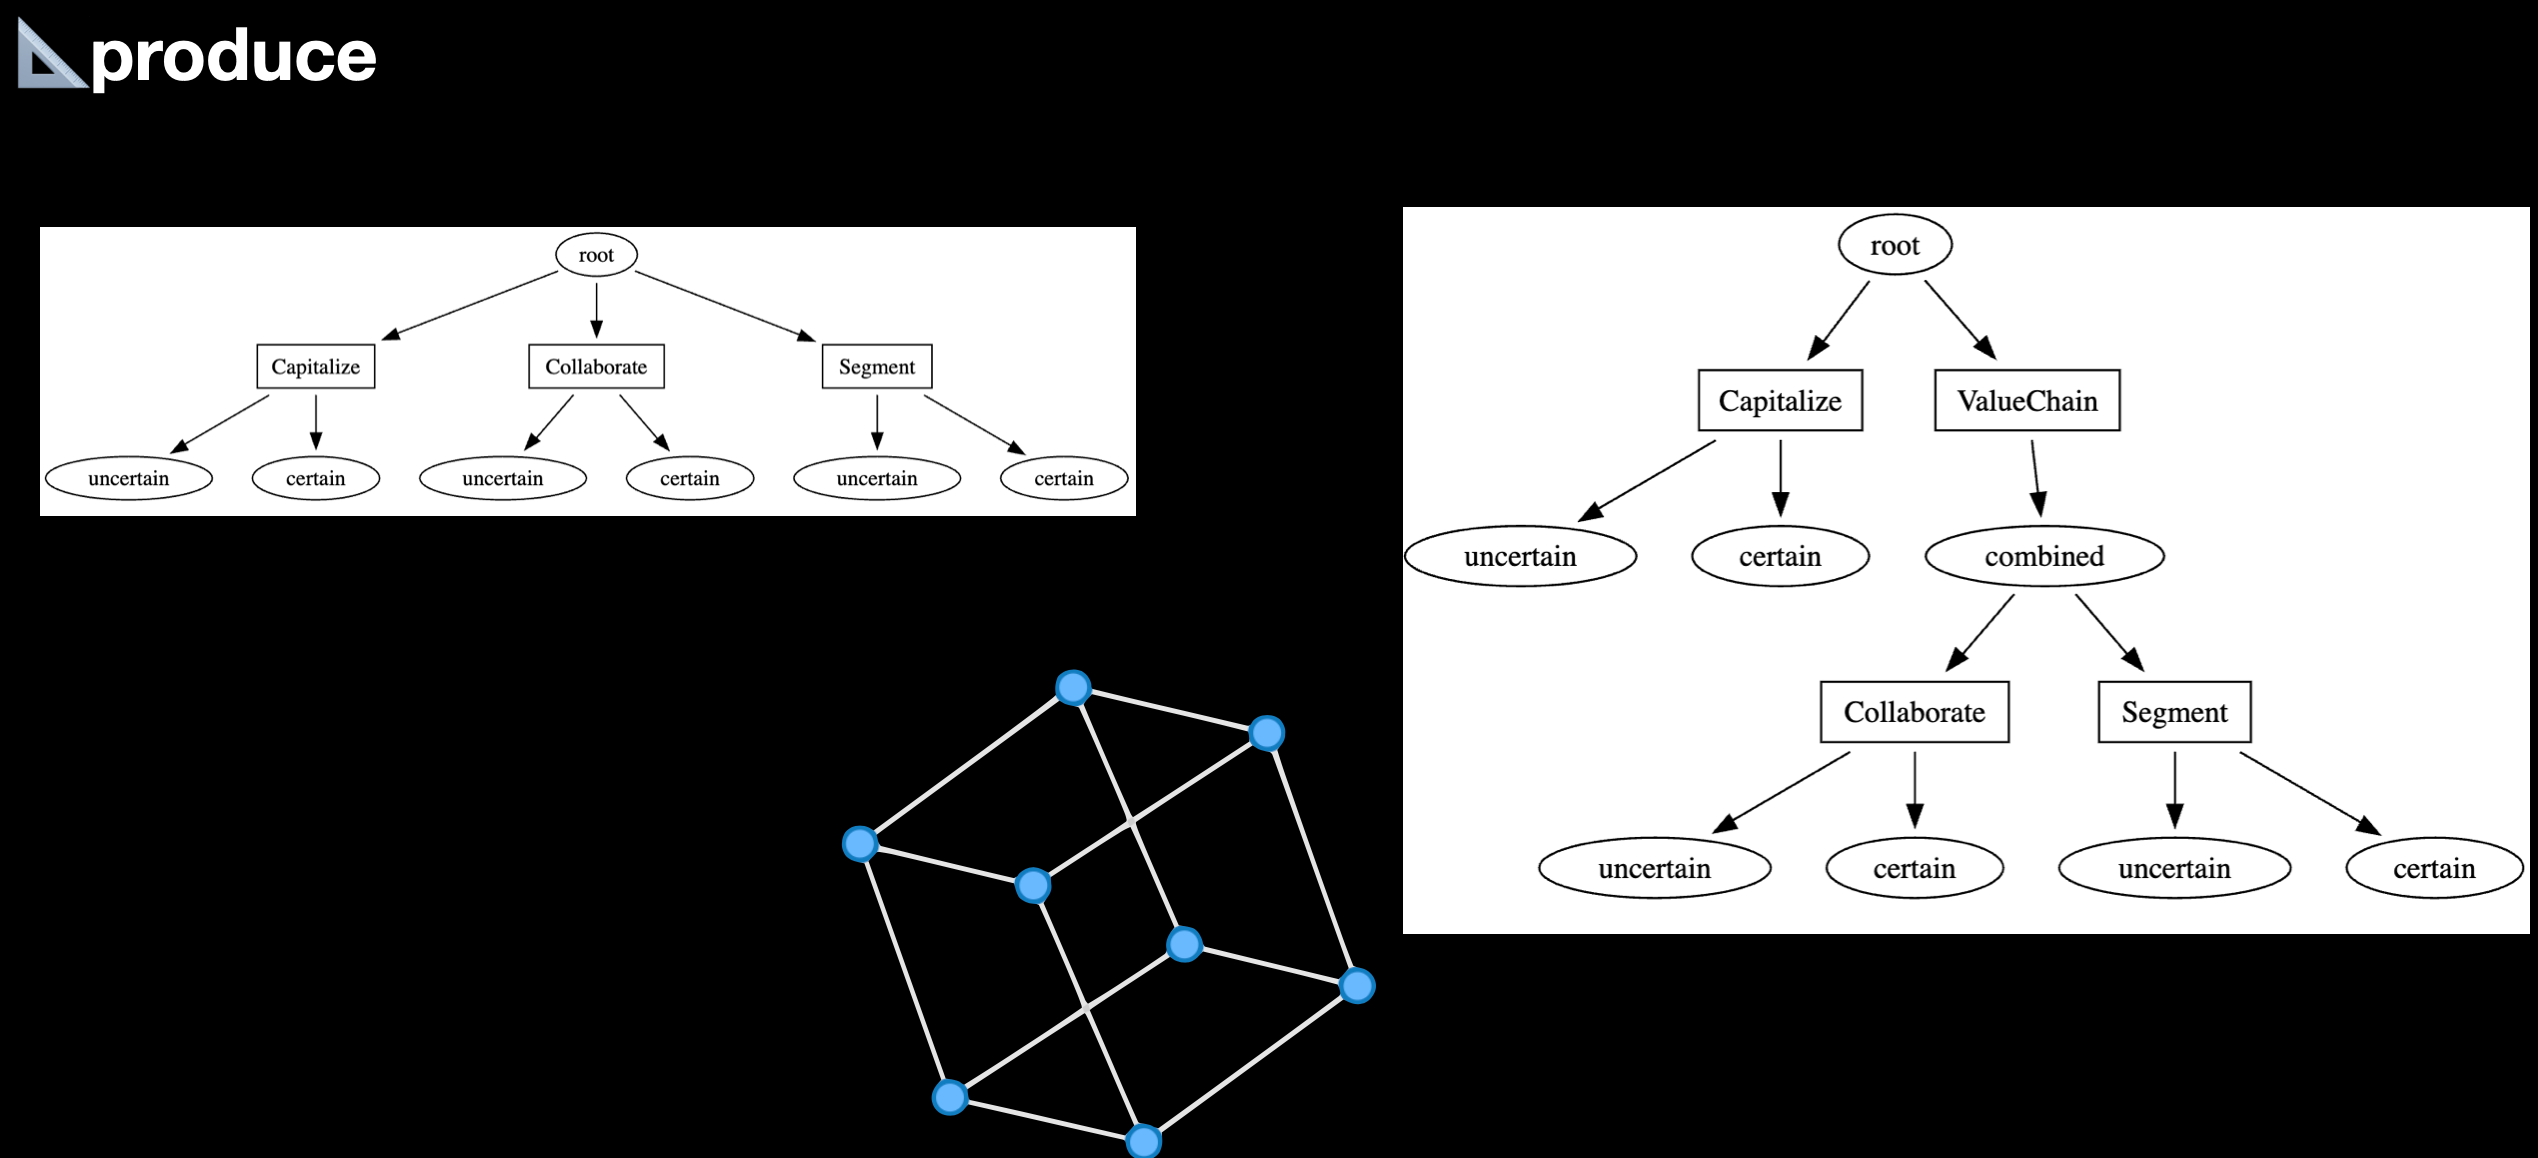 produce
root
Capitalize Collaborate Segment
uncertain certain uncertain certain uncertain certain
root
Capitalize ValueChain
uncertain certain combined
Collaborate Segment
uncertain certain uncertain certain